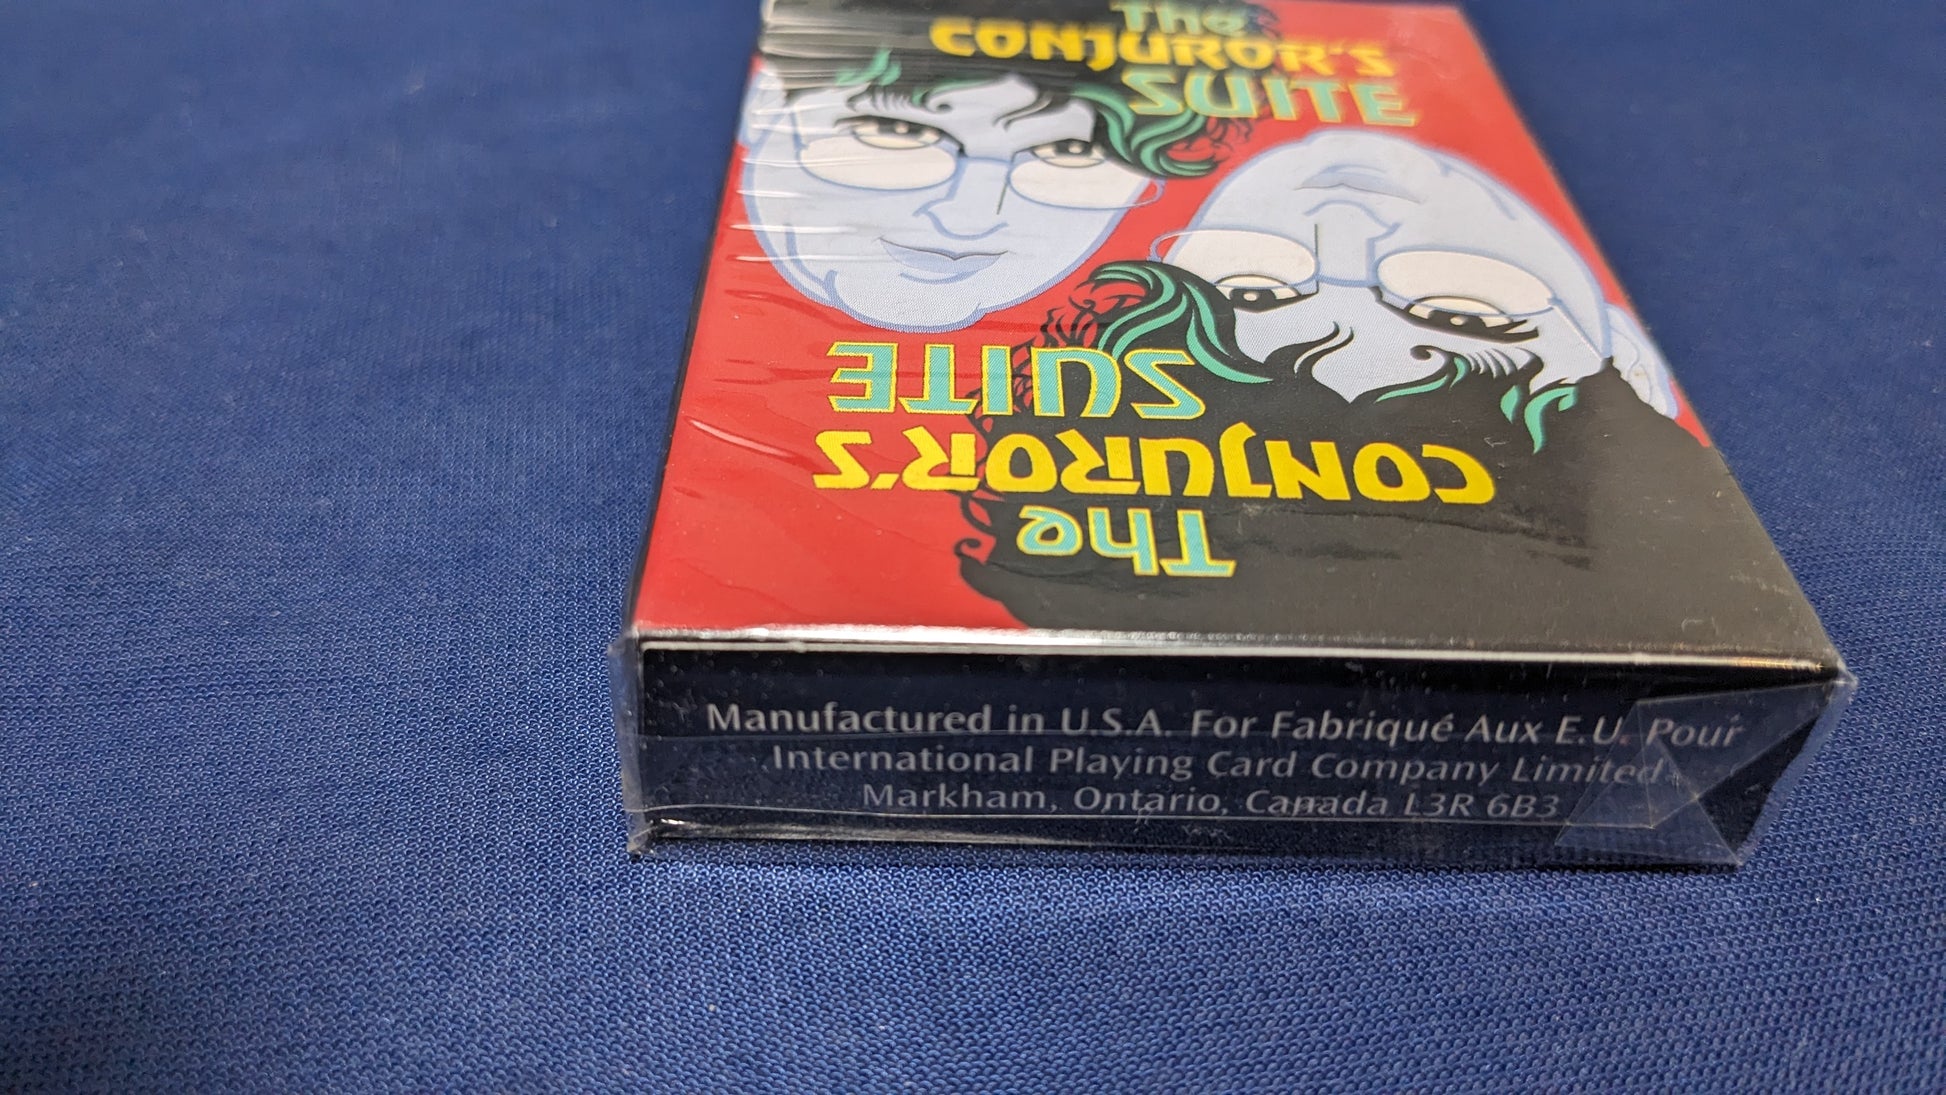 The
CONJUROR'S
SUITE
The
CONJUROR'S
SUITE
Manufactured in U.S.A. For Fabriqué Aux E.U. Pour
International Playing Card Company Limited
Markham, Ontario, Canada L3R 6B3